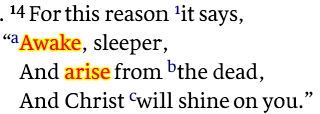 . ¹⁴ For this reason ¹it says,
“ᵃAwake, sleeper,
And arise from ᵇthe dead,
And Christ ᶜwill shine on you.”